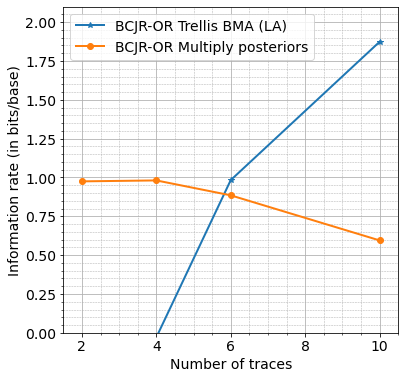 BCJR-OR Trellis BMA (LA)
BCJR-OR Multiply posteriors
2.00
1.75
1.50
1.25
1.00
0.75
0.50
0.25
0.00
Information rate (in bits/base)
2 4 6 8 10
Number of traces